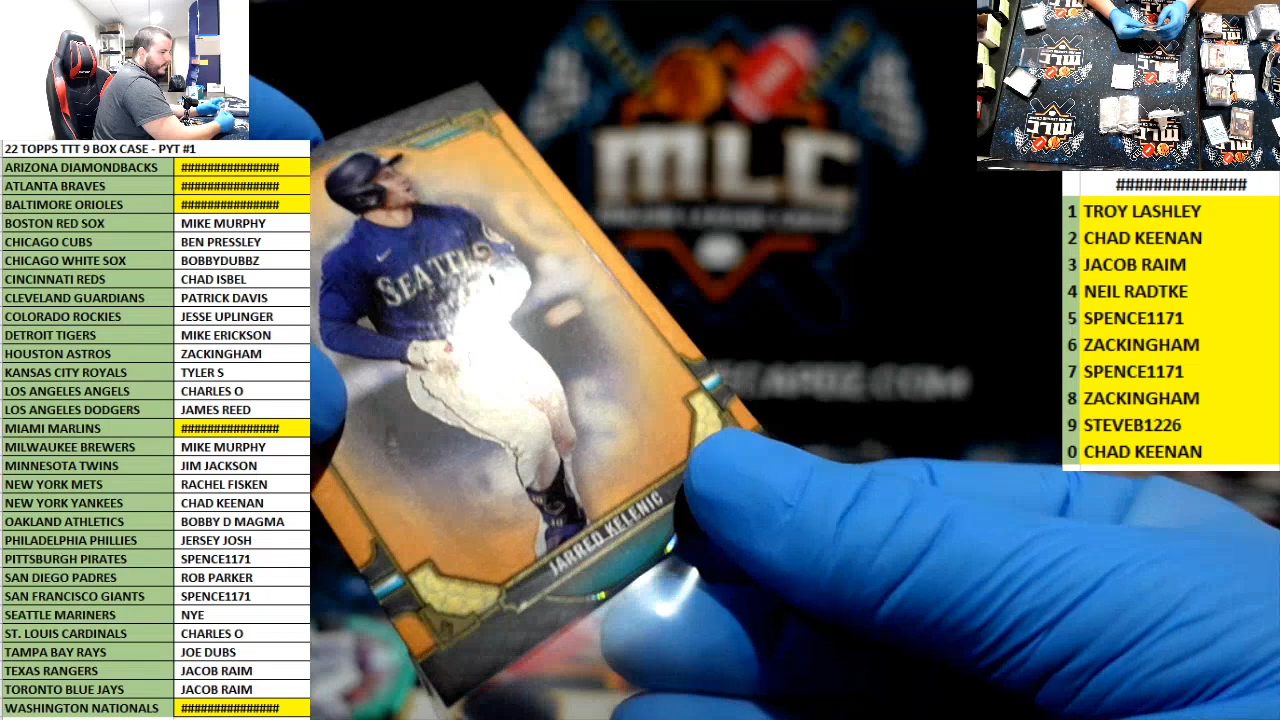 22 TOPPS TTT 9 BOX CASE - PYT #1
ARIZONA DIAMONDBACKS ###############
ATLANTA BRAVES ###############
BALTIMORE ORIOLES ###############
BOSTON RED SOX MIKE MURPHY
CHICAGO CUBS BEN PRESSLEY
CHICAGO WHITE SOX BOBBYDUBBZ
CINCINNATI REDS CHAD ISBEL
CLEVELAND GUARDIANS PATRICK DAVIS
COLORADO ROCKIES JESSE UPLINGER
DETROIT TIGERS MIKE ERICKSON
HOUSTON ASTROS ZACKINGHAM
KANSAS CITY ROYALS TYLER S
LOS ANGELES ANGELS CHARLES O
LOS ANGELES DODGERS JAMES REED
MIAMI MARLINS ###############
MILWAUKEE BREWERS MIKE MURPHY
MINNESOTA TWINS JIM JACKSON
NEW YORK METS RACHEL FISKEN
NEW YORK YANKEES CHAD KEENAN
OAKLAND ATHLETICS BOBBY D MAGMA
PHILADELPHIA PHILLIES JERSEY JOSH
PITTSBURGH PIRATES SPENCE1171
SAN DIEGO PADRES ROB PARKER
SAN FRANCISCO GIANTS SPENCE1171
SEATTLE MARINERS NYE
ST. LOUIS CARDINALS CHARLES O
TAMPA BAY RAYS JOE DUBS
TEXAS RANGERS JACOB RAIM
TORONTO BLUE JAYS JACOB RAIM
WASHINGTON NATIONALS ###############
SEATTLE
JARRED KELENIC
MLC
MLC
MLC
MLC
###############
1 TROY LASHLEY
2 CHAD KEENAN
3 JACOB RAIM
4 NEIL RADTKE
5 SPENCE1171
6 ZACKINGHAM
7 SPENCE1171
8 ZACKINGHAM
9 STEVEB1226
0 CHAD KEENAN